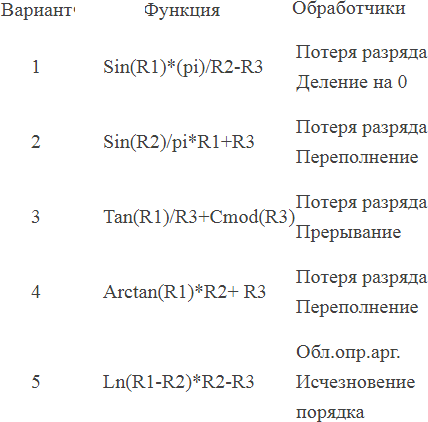 Вариант Функция Обработчики
1 Sin(R1)*(pi)/R2-R3 Потеря разряда
Деление на 0
2 Sin(R2)/pi*R1+R3 Потеря разряда
Переполнение
3 Tan(R1)/R3+Cmod(R3) Потеря разряда
Прерывание
4 Arctan(R1)*R2+ R3 Потеря разряда
Переполнение
5 Ln(R1-R2)*R2-R3 Обл.опр.арг.
Исчезновение
порядка